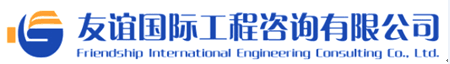 友谊国际工程咨询有限公司
Friendship International Engineering Consulting Co., Ltd.